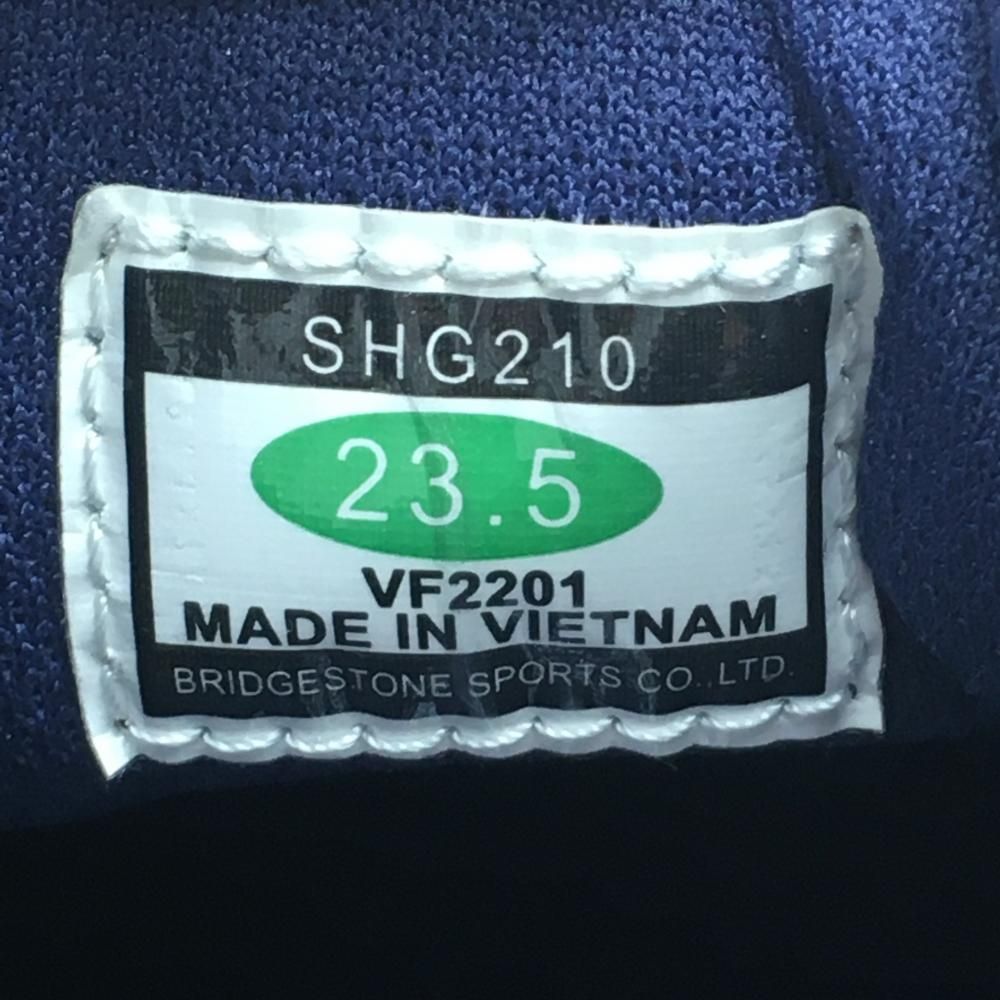 SHG210
23.5
VF2201
MADE IN VIETNAM
BRIDGESTONE SPORTS CO.,LTD.